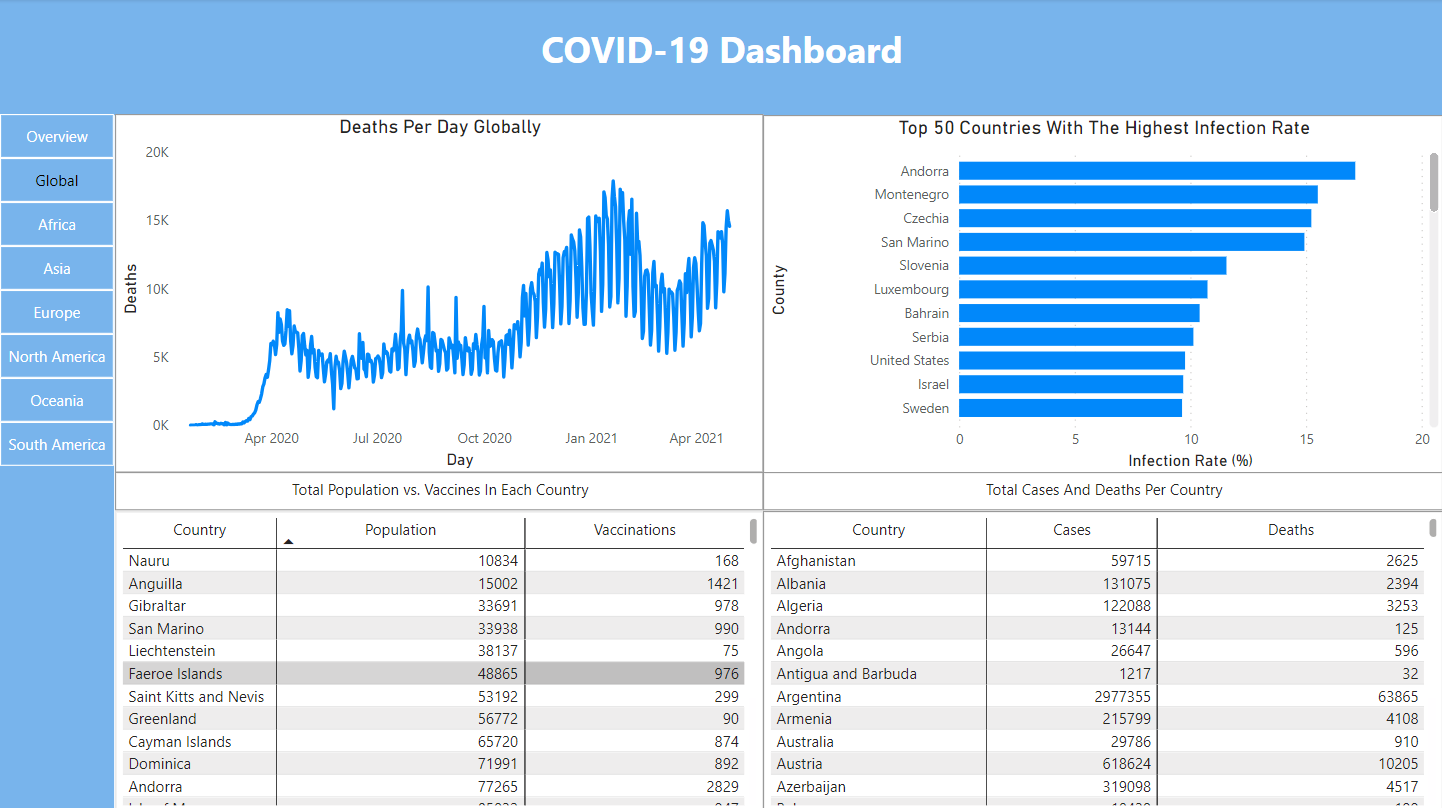 COVID-19 Dashboard
Overview
Global
Africa
Asia
Europe
North America
Oceania
South America
Deaths Per Day Globally
Deaths
20K
15K
10K
5K
0K
Apr 2020 Jul 2020 Oct 2020 Jan 2021 Apr 2021
Day
Top 50 Countries With The Highest Infection Rate
County
Andorra
Montenegro
Czechia
San Marino
Slovenia
Luxembourg
Bahrain
Serbia
United States
Israel
Sweden
0 5 10 15 20
Infection Rate (%)
Total Population vs. Vaccines In Each Country
Country Population Vaccinations
Nauru 10834 168
Anguilla 15002 1421
Gibraltar 33691 978
San Marino 33938 990
Liechtenstein 38137 75
Faeroe Islands 48865 976
Saint Kitts and Nevis 53192 299
Greenland 56772 90
Cayman Islands 65720 874
Dominica 71991 892
Andorra 77265 2829
Total Cases And Deaths Per Country
Country Cases Deaths
Afghanistan 59715 2625
Albania 131075 2394
Algeria 122088 3253
Andorra 13144 125
Angola 26647 596
Antigua and Barbuda 1217 32
Argentina 2977355 63865
Armenia 215799 4108
Australia 29786 910
Austria 618624 10205
Azerbaijan 319098 4517